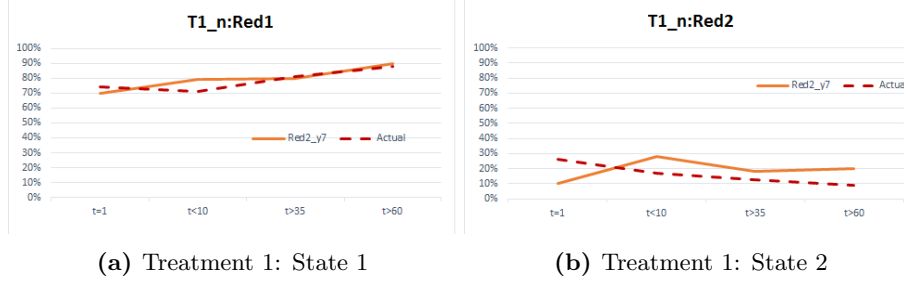 T1_n:Red1
100%
90%
80%
70%
60%
50%
40%
30%
20%
10%
0%
Red2_y7
Actual
t=1
t<10
t>35
t>60
(a) Treatment 1: State 1
T1_n:Red2
100%
90%
80%
70%
60%
50%
40%
30%
20%
10%
0%
Red2_y7
Actual
t=1
t<10
t>35
t>60
(b) Treatment 1: State 2